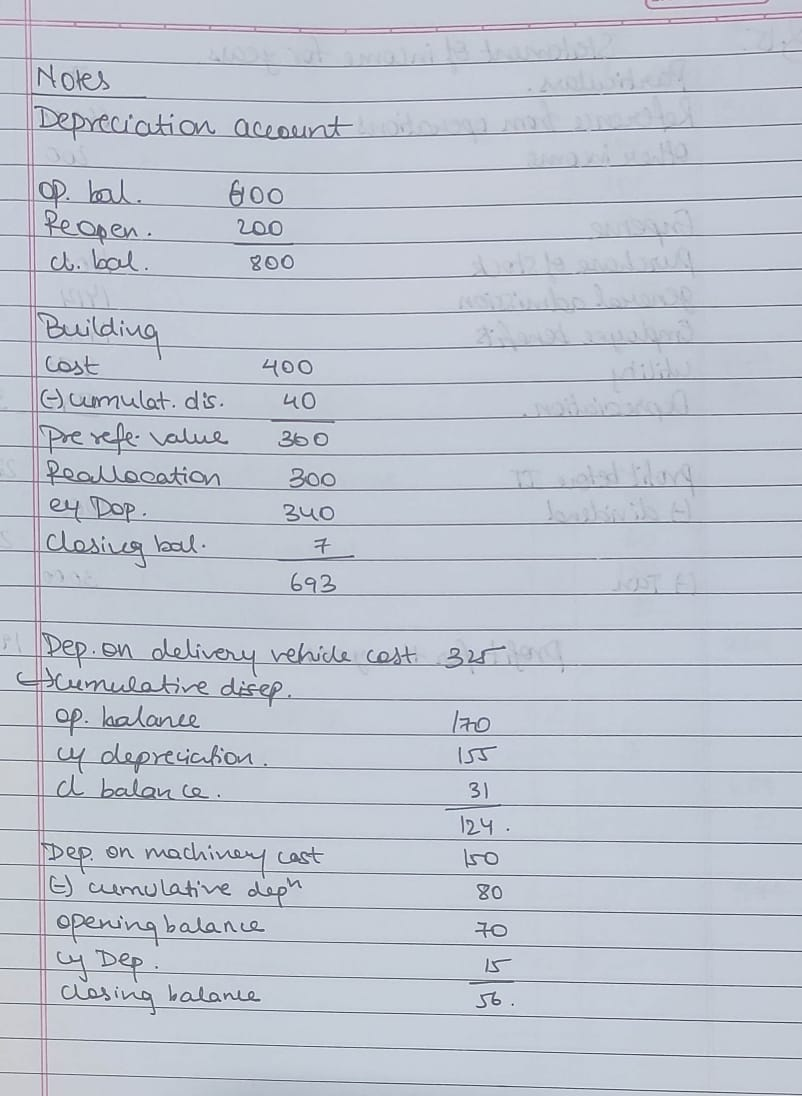 Notes
Depreciation account
op. bal. 600
Reopen. 200
cl. bal. 800
Building
cost 400
(-) cumulat. dis. 40
Pre refe. value 360
Reallocation 300
ey Dop. 340
Closing bal. 7
693
Dep. on delivery vehicle cost. 325
(-) cumulative disep.
op. balance 170
cy depreciation. 155
cl balance. 31
124.
Dep. on machinery cost 150
(-) cumulative depn 80
opening balance 70
cy Dep. 15
closing balance 56.